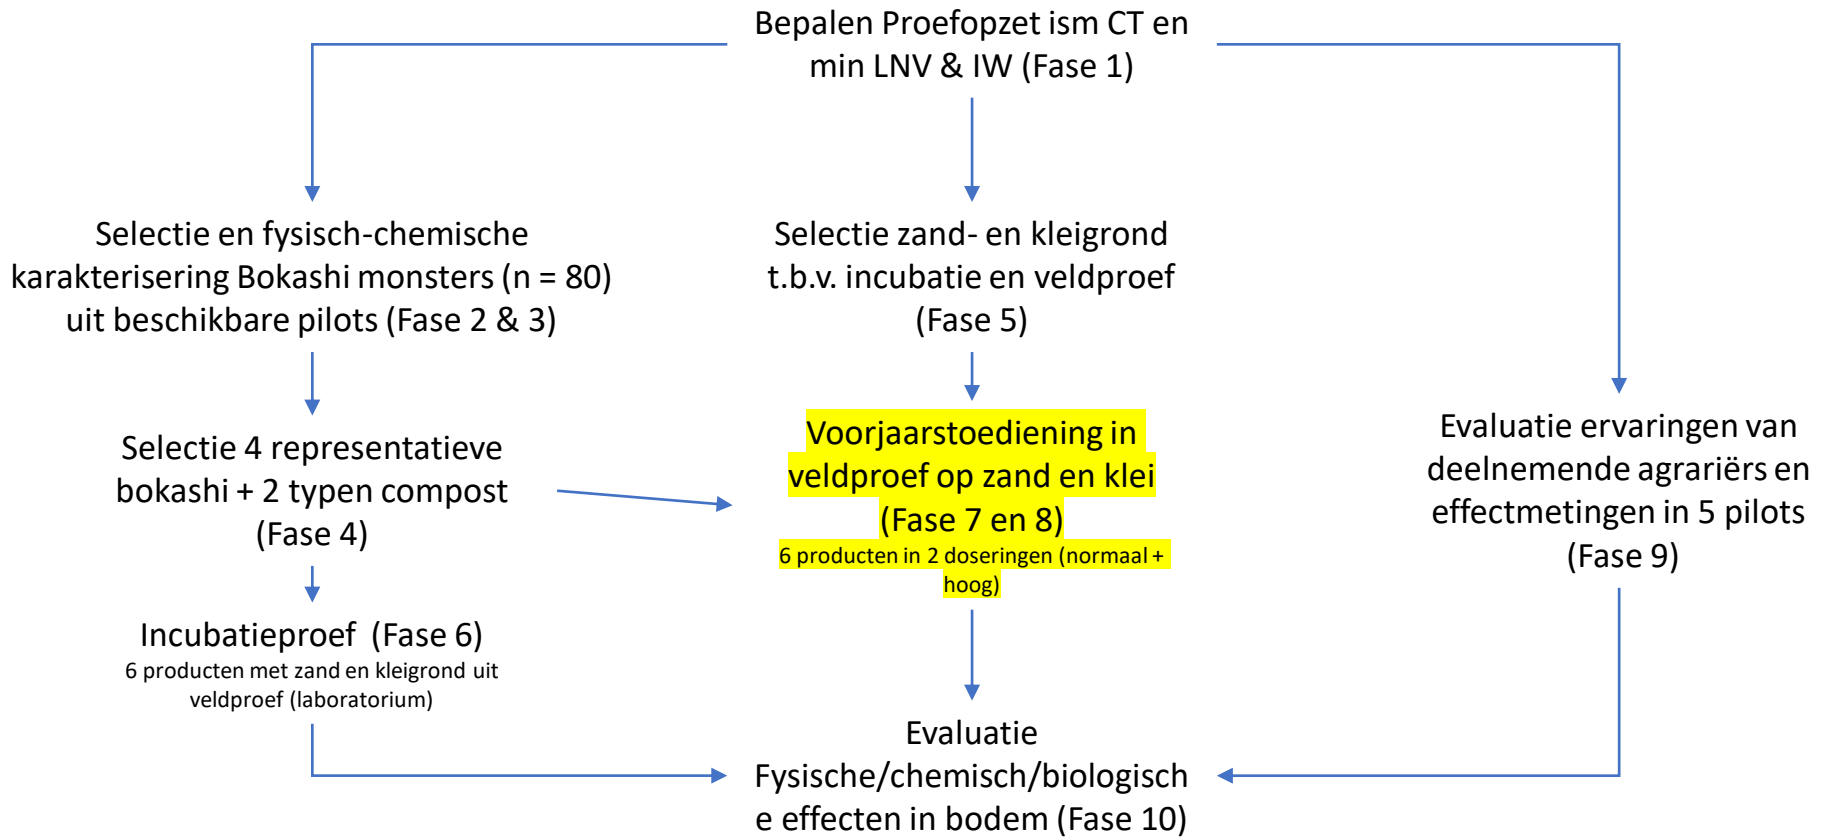 Bepalen Proefopzet ism CT en
min LNV & IW (Fase 1)
Selectie en fysisch-chemische
karakterisering Bokashi monsters (n = 80)
uit beschikbare pilots (Fase 2 & 3)
Selectie zand- en kleigrond
t.b.v. incubatie en veldproef
(Fase 5)
Selectie 4 representatieve
bokashi + 2 typen compost
(Fase 4)
Voorjaarstoediening in
veldproef op zand en klei
(Fase 7 en 8)
6 producten in 2 doseringen (normaal +
hoog)
Evaluatie ervaringen van
deelnemende agrariërs en
effectmetingen in 5 pilots
(Fase 9)
Incubatieproef (Fase 6)
6 producten met zand en kleigrond uit
veldproef (laboratorium)
Evaluatie
Fysische/chemisch/biologisch
e effecten in bodem (Fase 10)